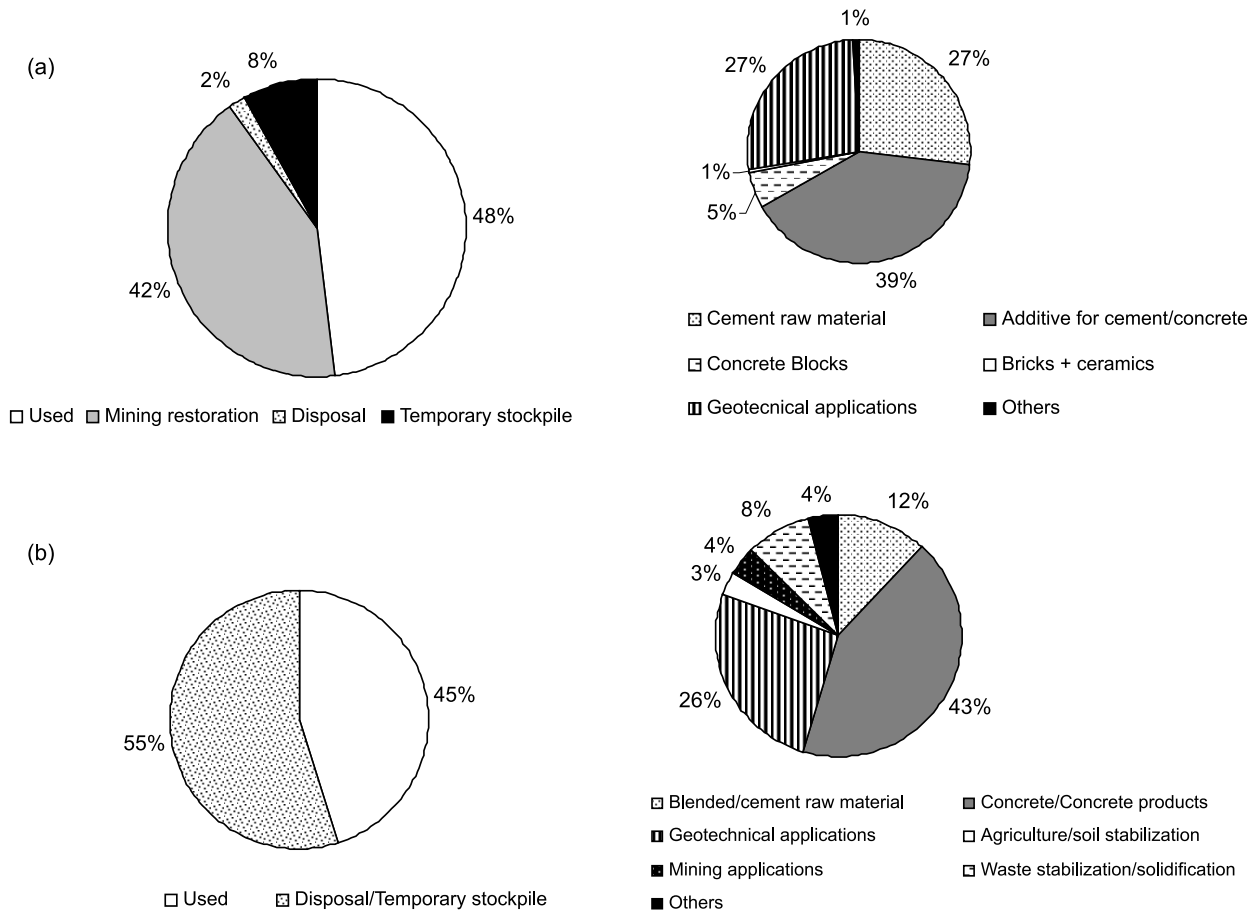 (a)
8%
2%
48%
42%
Used Mining restoration Disposal Temporary stockpile
1%
27%
27%
1%
5%
39%
Cement raw material Additive for cement/concrete
Concrete Blocks Bricks + ceramics
Geotecnical applications Others
(b)
45%
55%
Used Disposal/Temporary stockpile
4%
12%
8%
4%
3%
26%
43%
Blended/cement raw material Concrete/Concrete products
Geotechnical applications Agriculture/soil stabilization
Mining applications Waste stabilization/solidification
Others